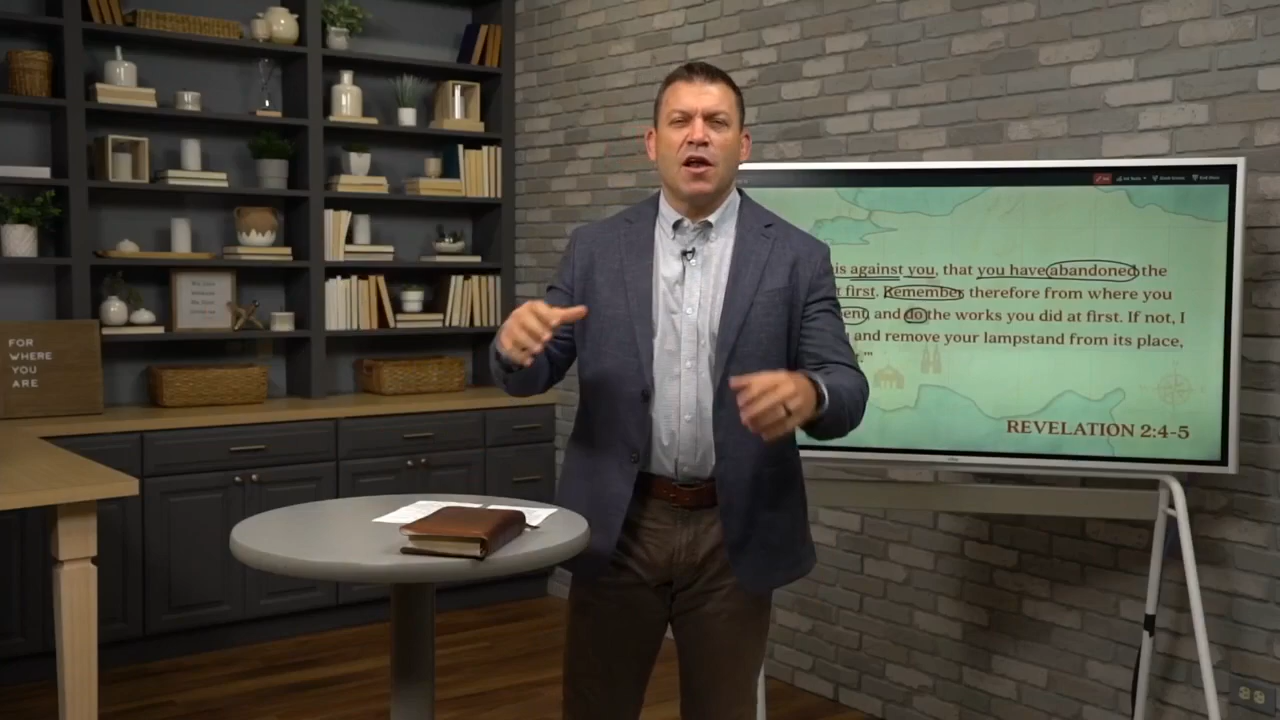 FOR
WHERE
YOU
ARE
is against you, that you have abandoned the
first. Remember therefore from where you
and do the works you did at first. If not, I
and remove your lampstand from its place,
REVELATION 2:4-5